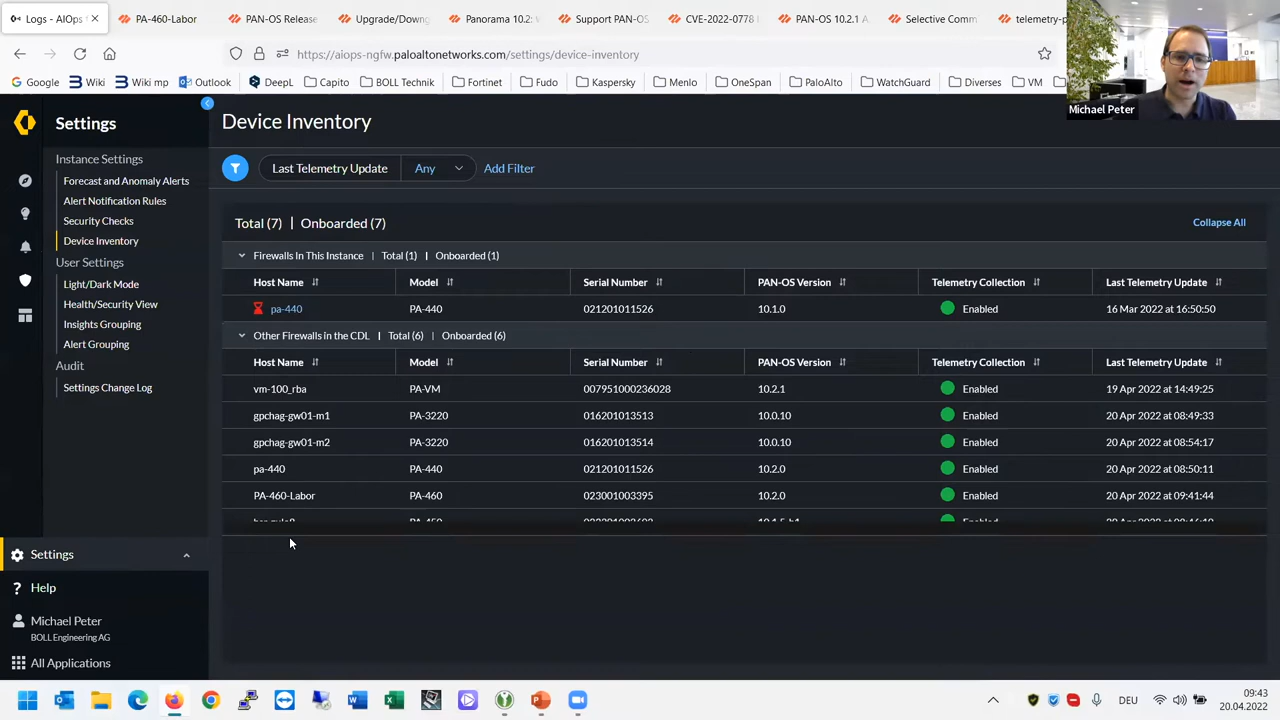 Logs - AIOps
PA-460-Labor
PAN-OS Release
Upgrade/Downg
Panorama 10.2:
Support PAN-OS
CVE-2022-0778
PAN-OS 10.2.1 A
Selective Comm
telemetry-p
https://aiops-ngfw.paloaltonetworks.com/settings/device-inventory
Google
Wiki
Wiki mp
Outlook
DeepL
Capito
BOLL Technik
Fortinet
Fudo
Kaspersky
Menlo
OneSpan
PaloAlto
WatchGuard
Diverses
VM
Michael Peter
Settings
Instance Settings
Forecast and Anomaly Alerts
Alert Notification Rules
Security Checks
Device Inventory
User Settings
Light/Dark Mode
Health/Security View
Insights Grouping
Alert Grouping
Audit
Settings Change Log
Settings
Help
Michael Peter
BOLL Engineering AG
All Applications
Device Inventory
Last Telemetry Update Any Add Filter
Total (7) | Onboarded (7) Collapse All
Firewalls In This Instance | Total (1) | Onboarded (1)
Host Name Model Serial Number PAN-OS Version Telemetry Collection Last Telemetry Update
pa-440 PA-440 021201011526 10.1.0 Enabled 16 Mar 2022 at 16:50:50
Other Firewalls in the CDL | Total (6) | Onboarded (6)
Host Name Model Serial Number PAN-OS Version Telemetry Collection Last Telemetry Update
vm-100_rba PA-VM 007951000236028 10.2.1 Enabled 19 Apr 2022 at 14:49:25
gpchag-gw01-m1 PA-3220 016201013513 10.0.10 Enabled 20 Apr 2022 at 08:49:33
gpchag-gw01-m2 PA-3220 016201013514 10.0.10 Enabled 20 Apr 2022 at 08:54:17
pa-440 PA-440 021201011526 10.2.0 Enabled 20 Apr 2022 at 08:50:11
PA-460-Labor PA-460 023001003395 10.2.0 Enabled 20 Apr 2022 at 09:41:44
Enabled
DEU
09:43
20.04.2022